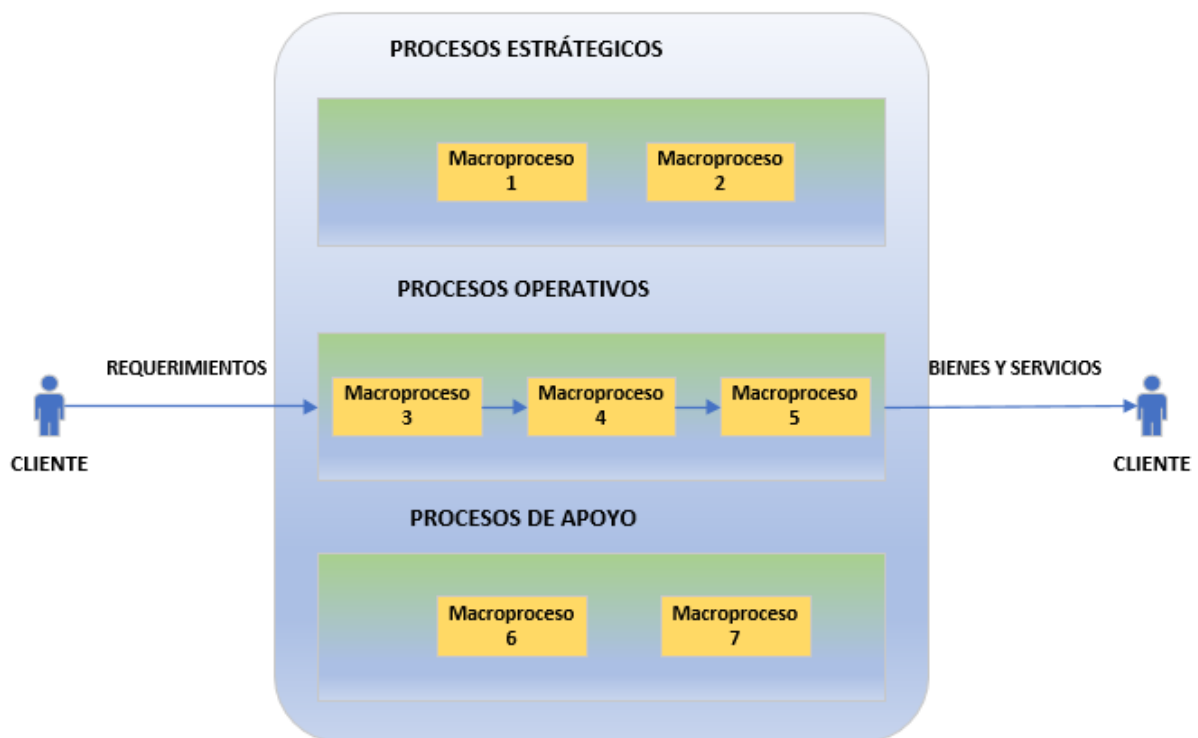 PROCESOS ESTRÁTEGICOS
Macroproceso
1
Macroproceso
2
PROCESOS OPERATIVOS
REQUERIMIENTOS
BIENES Y SERVICIOS
Macroproceso
3
Macroproceso
4
Macroproceso
5
CLIENTE
CLIENTE
PROCESOS DE APOYO
Macroproceso
6
Macroproceso
7